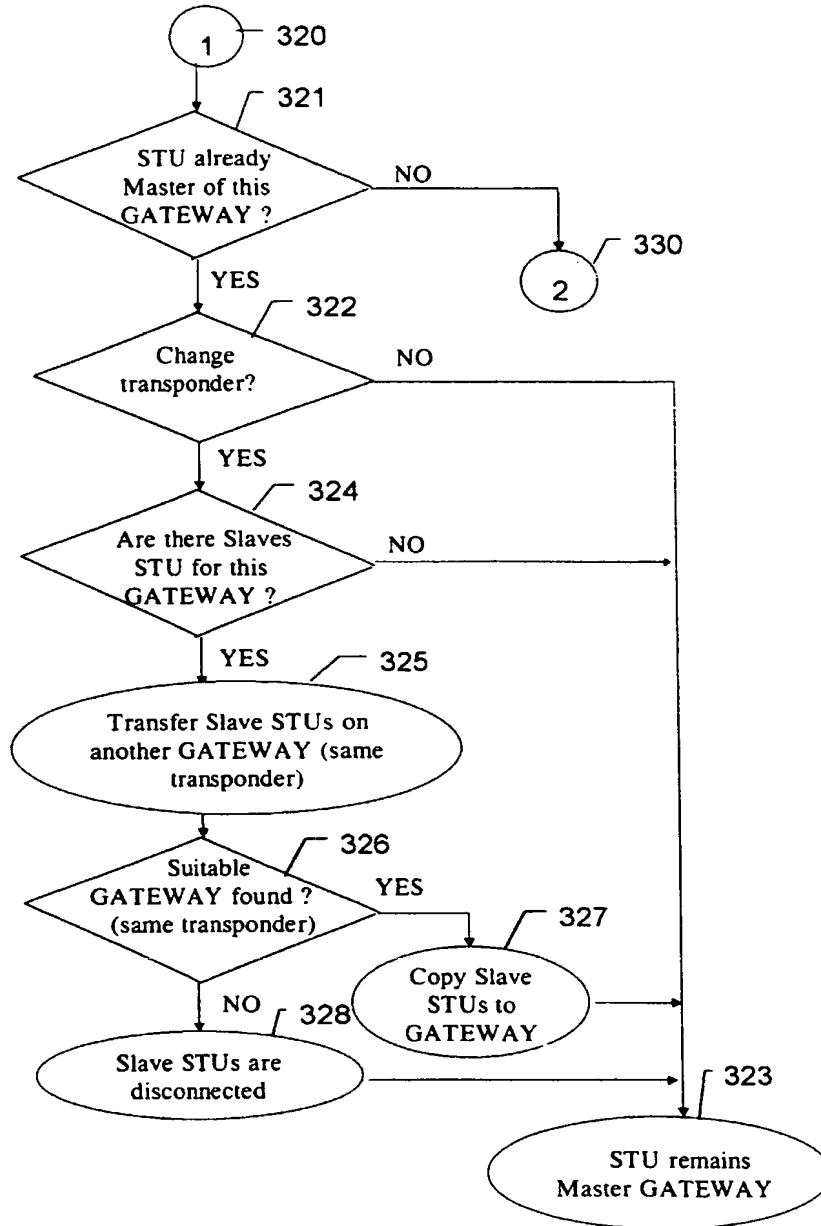 1
320
321
STU already
Master of this
GATEWAY ?
NO
330
2
YES
322
Change
transponder?
NO
YES
324
Are there Slaves
STU for this
GATEWAY ?
NO
YES
325
Transfer Slave STUs on
another GATEWAY (same
transponder)
326
Suitable
GATEWAY found ?
(same transponder)
YES
327
Copy Slave
STUs to
GATEWAY
NO
328
Slave STUs are
disconnected
323
STU remains
Master GATEWAY